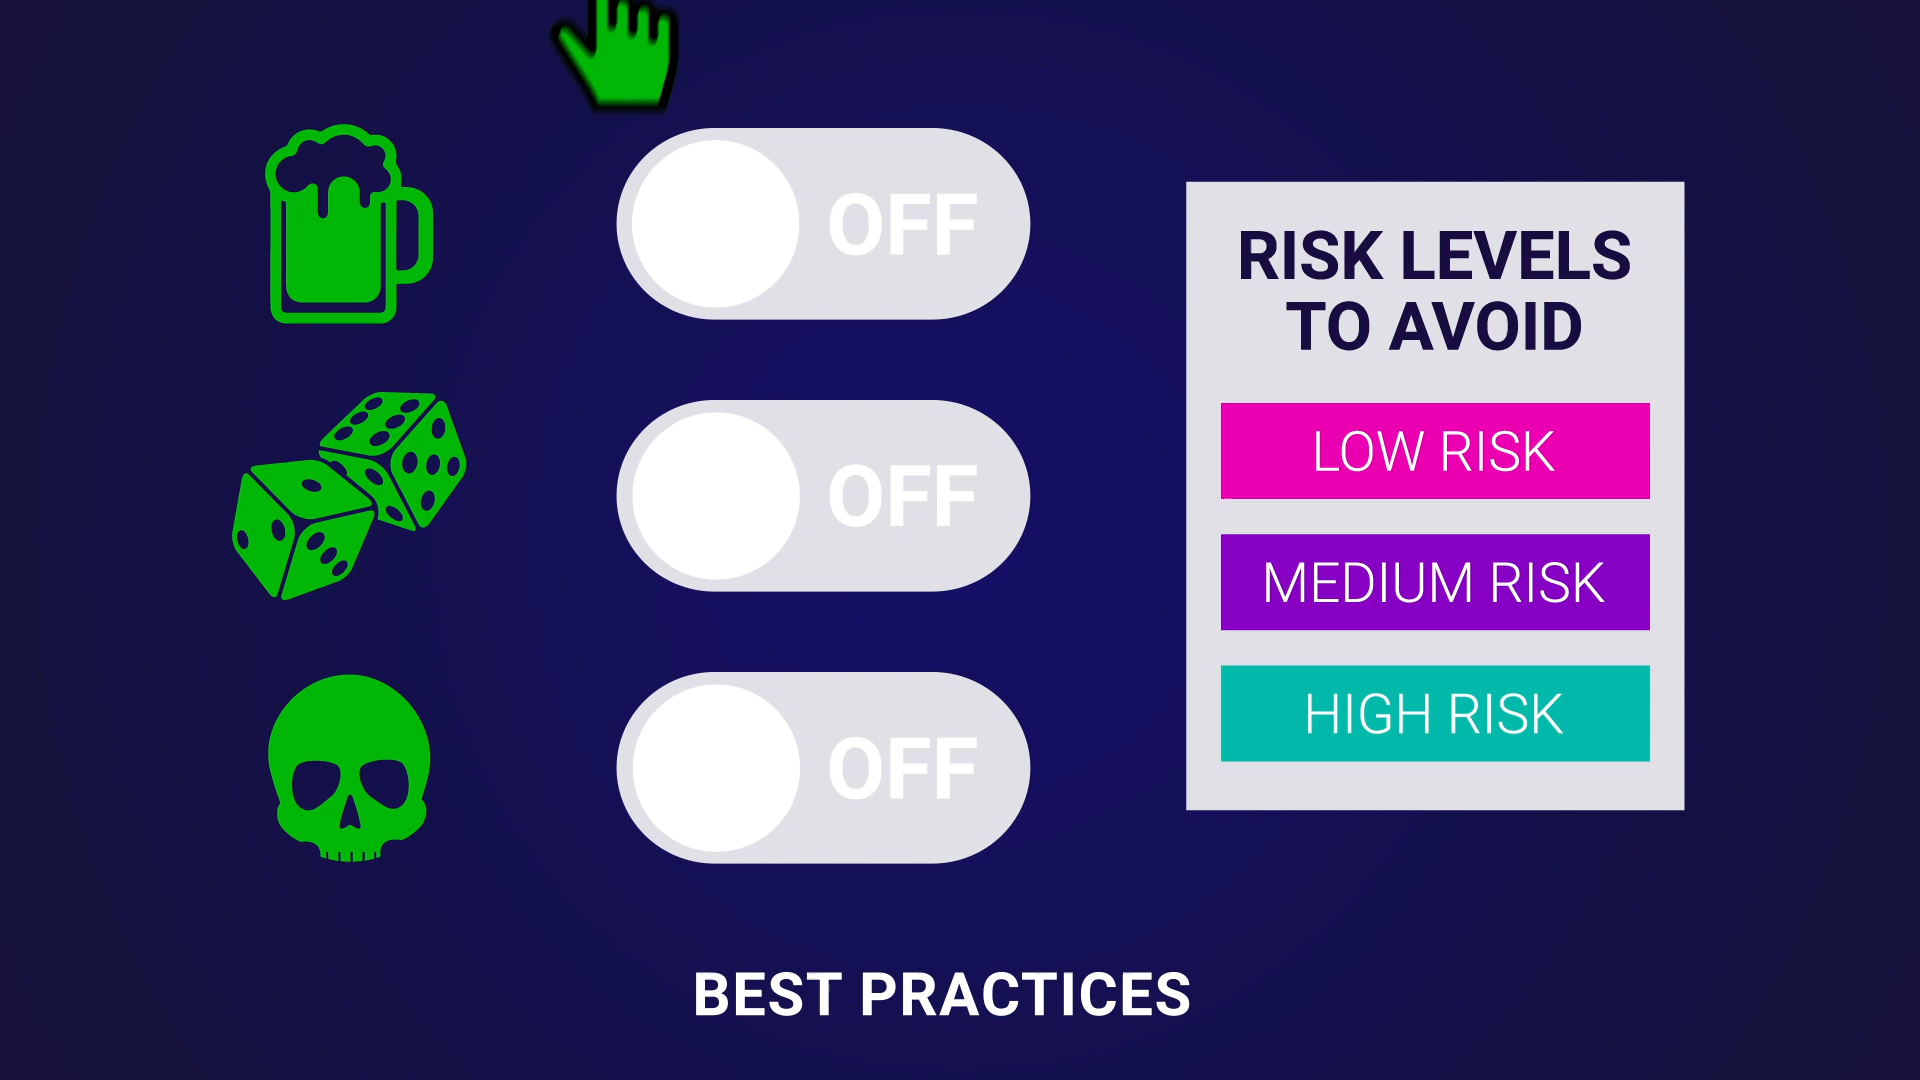 OFF
OFF
OFF
RISK LEVELS
TO AVOID
LOW RISK
MEDIUM RISK
HIGH RISK
BEST PRACTICES